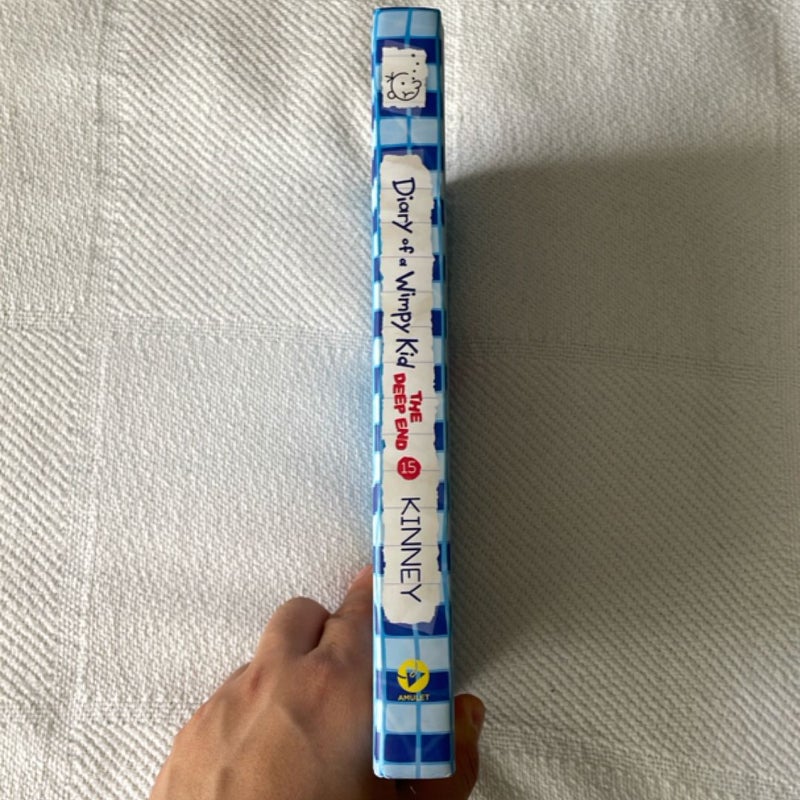 Diary of a Wimpy Kid
THE
DEEP END
15
KINNEY
AMULET